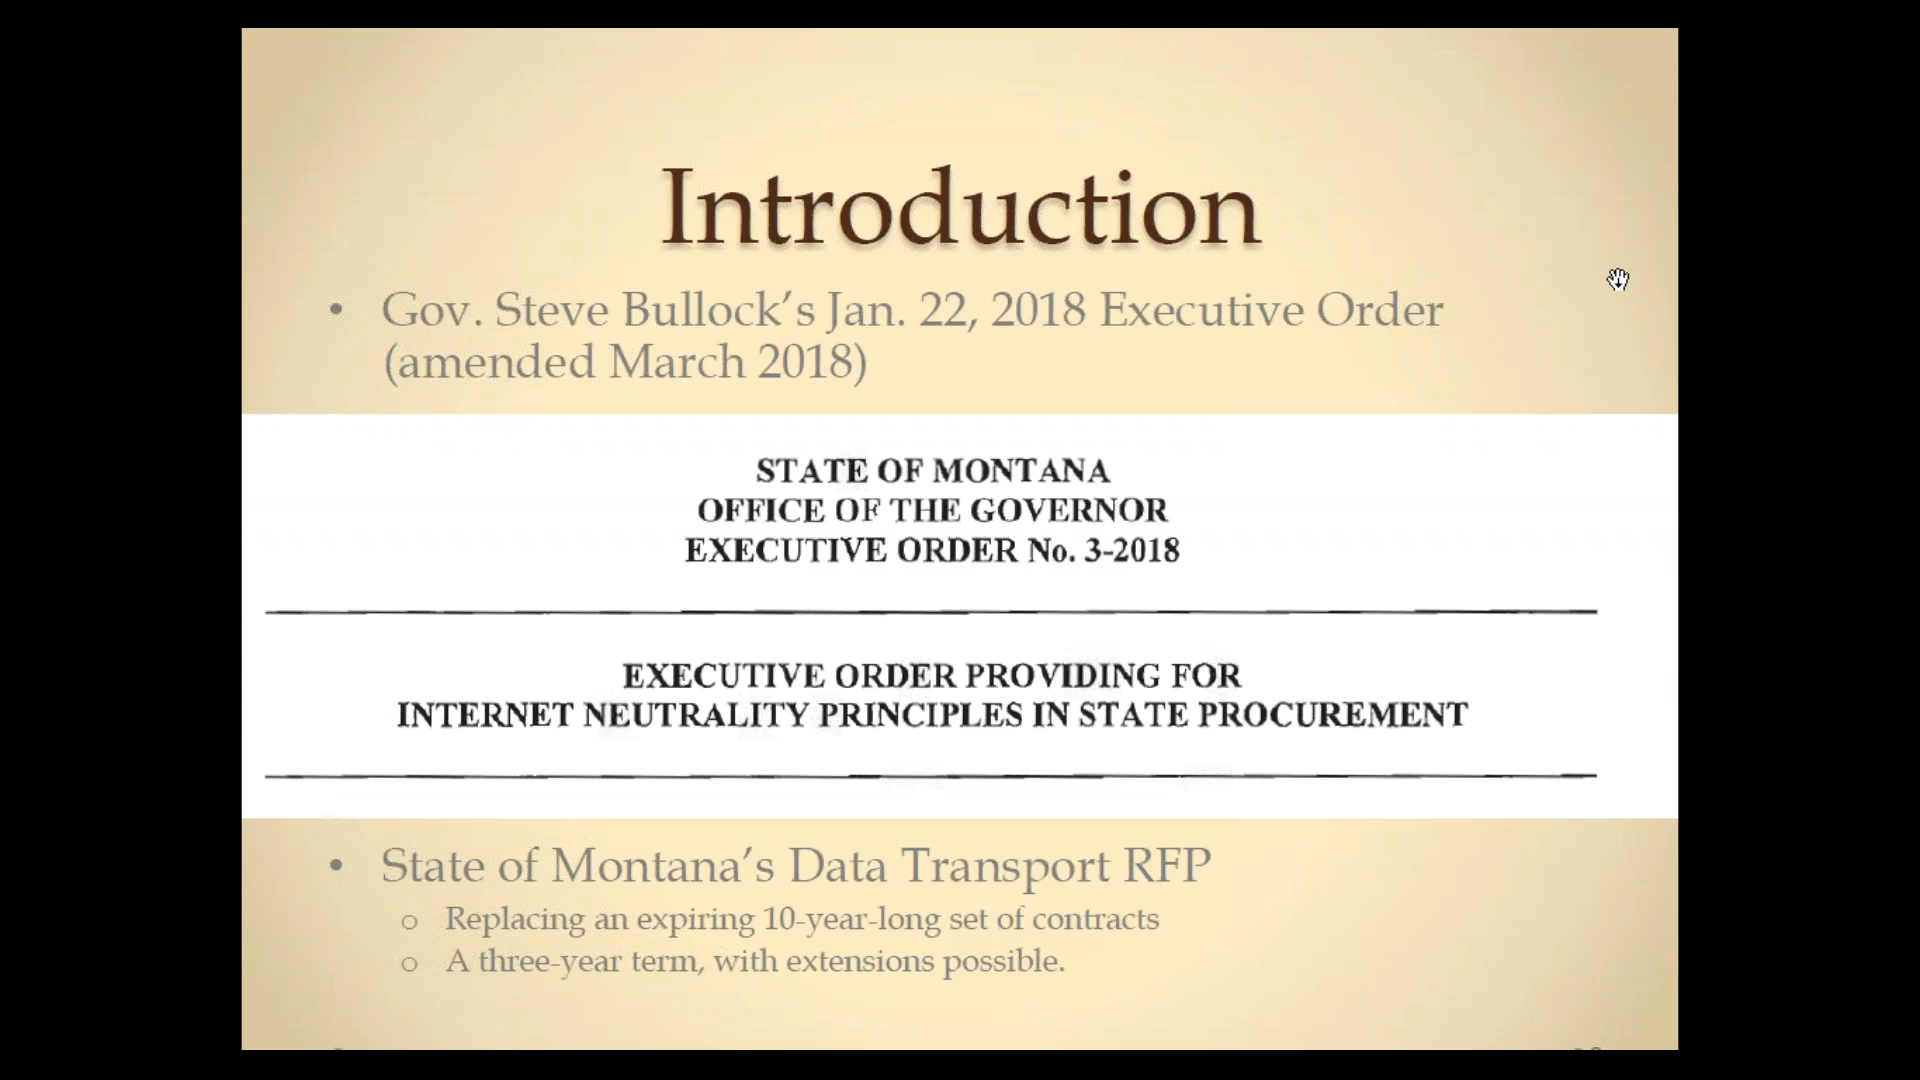 Introduction
• Gov. Steve Bullock's Jan. 22, 2018 Executive Order
(amended March 2018)
STATE OF MONTANA
OFFICE OF THE GOVERNOR
EXECUTIVE ORDER No. 3-2018
EXECUTIVE ORDER PROVIDING FOR
INTERNET NEUTRALITY PRINCIPLES IN STATE PROCUREMENT
• State of Montana's Data Transport RFP
o Replacing an expiring 10-year-long set of contracts
o A three-year term, with extensions possible.